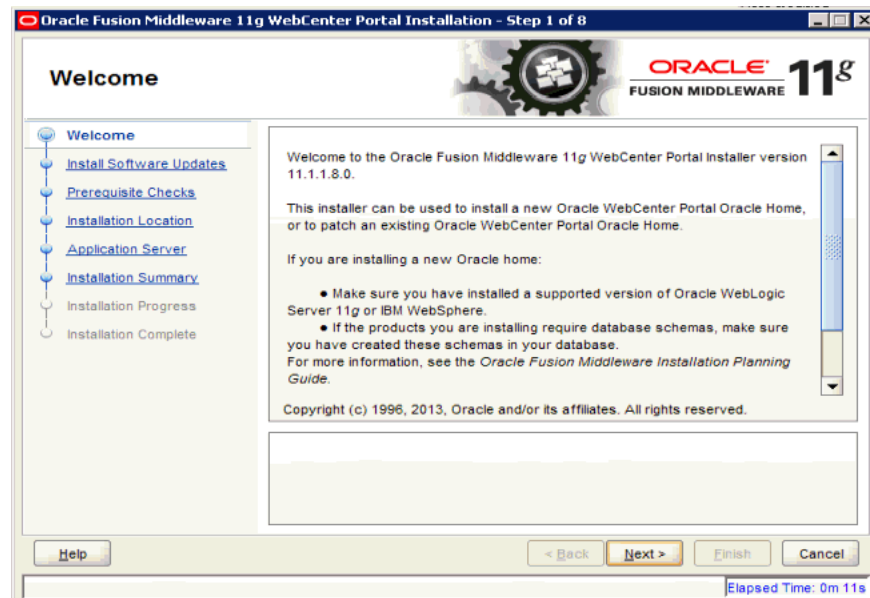 Oracle Fusion Middleware 11g WebCenter Portal Installation - Step 1 of 8
Welcome
ORACLE
FUSION MIDDLEWARE
11g
Welcome
Install Software Updates
Prerequisite Checks
Installation Location
Application Server
Installation Summary
Installation Progress
Installation Complete
Welcome to the Oracle Fusion Middleware 11g WebCenter Portal Installer version
11.1.1.8.0.
This installer can be used to install a new Oracle WebCenter Portal Oracle Home,
or to patch an existing Oracle WebCenter Portal Oracle Home.
If you are installing a new Oracle home:
● Make sure you have installed a supported version of Oracle WebLogic
Server 11g or IBM WebSphere.
● If the products you are installing require database schemas, make sure
you have created these schemas in your database.
For more information, see the Oracle Fusion Middleware Installation Planning
Guide.
Copyright (c) 1996, 2013, Oracle and/or its affiliates. All rights reserved.
Help
< Back
Next >
Finish
Cancel
Elapsed Time: 0m 11s